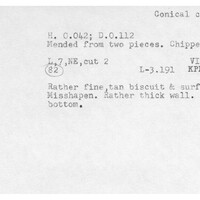 Conical c
H. 0.042; D.0.112
Mended from two pieces. Chippe
L.7,NE,cut 2 VI
82 L-3.191 KP
Rather fine,tan biscuit & surf
Misshapen. Rather thick wall.
bottom.